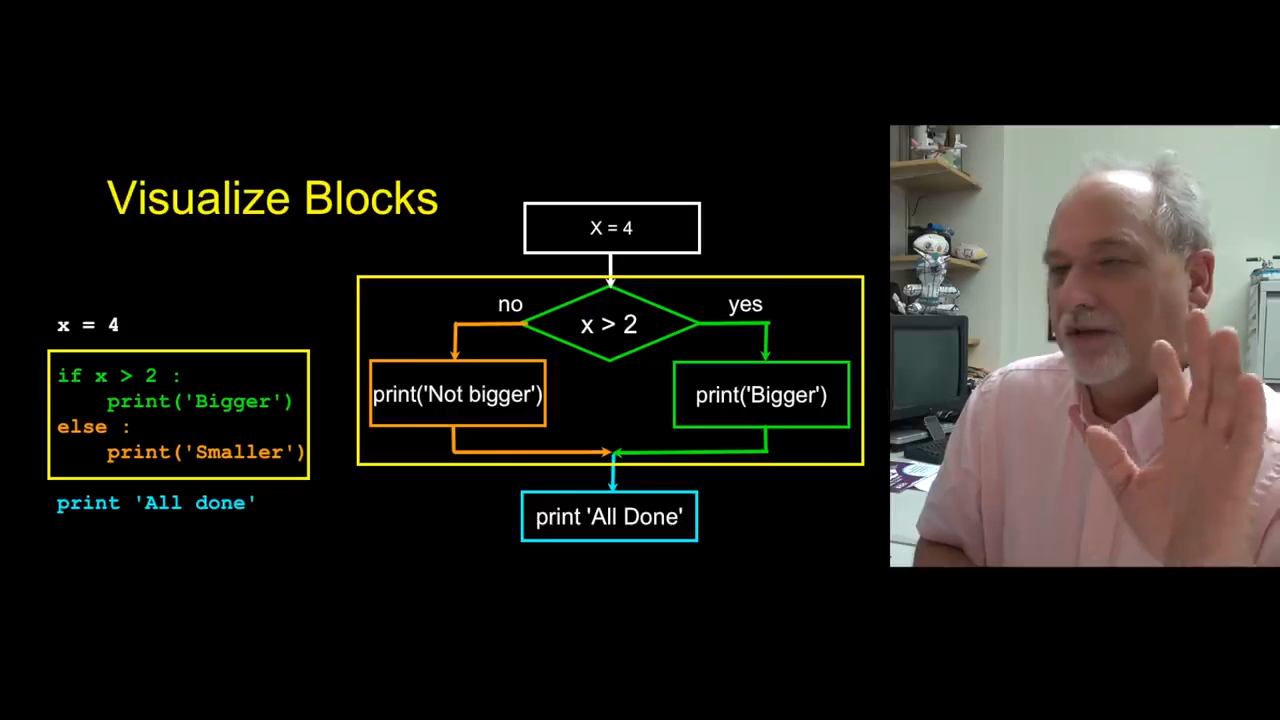 Visualize Blocks
x = 4
if x > 2 :
print('Bigger')
else :
print('Smaller')
print 'All done'
X = 4
no
yes
x > 2
print('Not bigger')
print('Bigger')
print 'All Done'